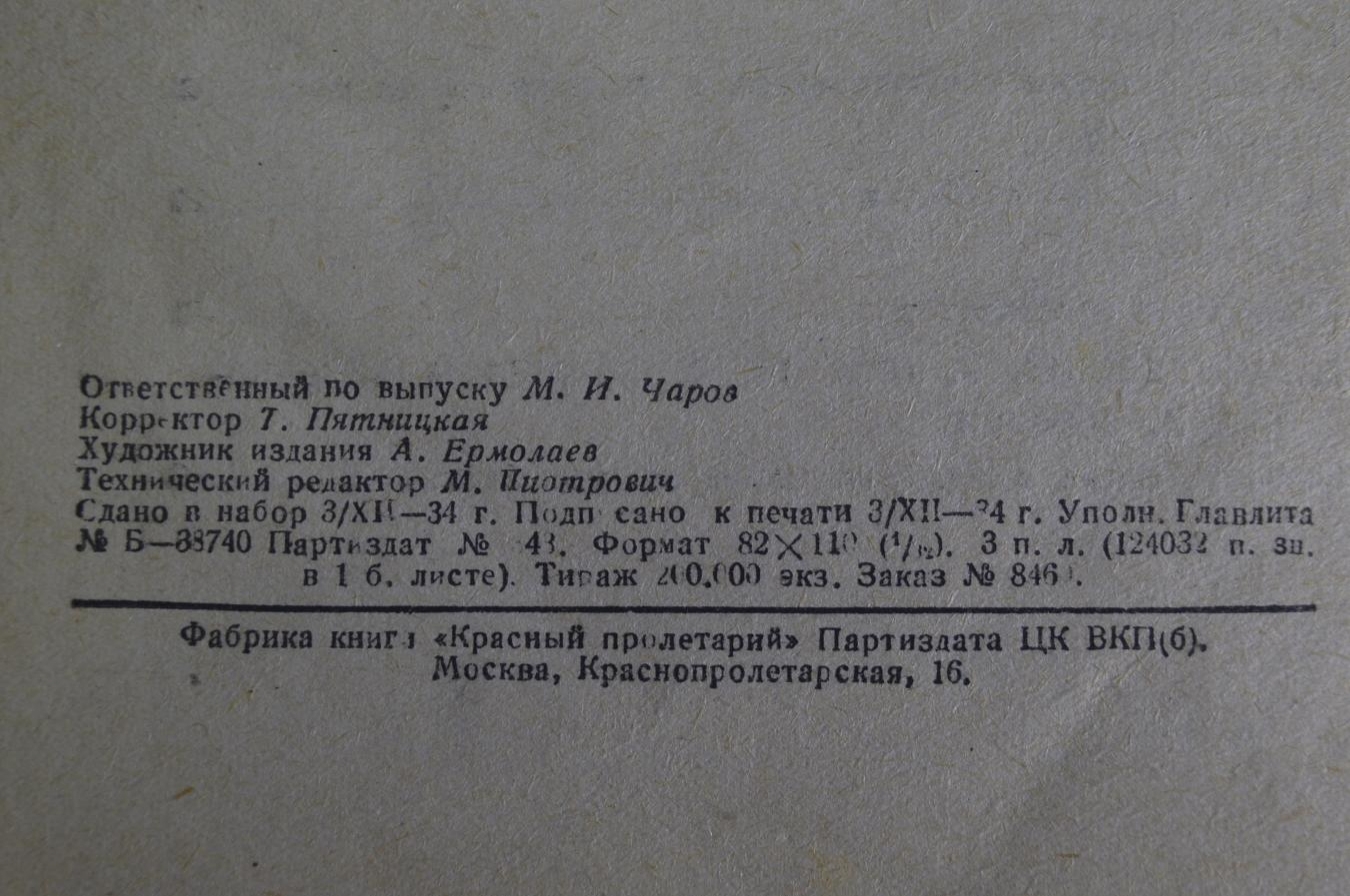 Ответственный по выпуску М. И. Чаров
Корректор Т. Пятницкая
Художник издания А. Ермолаев
Технический редактор М. Пиотрович
Сдано в набор 3/XII—34 г. Подписано к печати 3/XII—34 г. Уполн. Главлита
№ Б—38740 Партиздат № Формат 82×110 3 п. л. (124032 п. зн.
в 1 б. листе). Тираж экз. Заказ №
Фабрика книги «Красный пролетарий» Партиздата ЦК ВКП(б).
Москва, Краснопролетарская, 16.